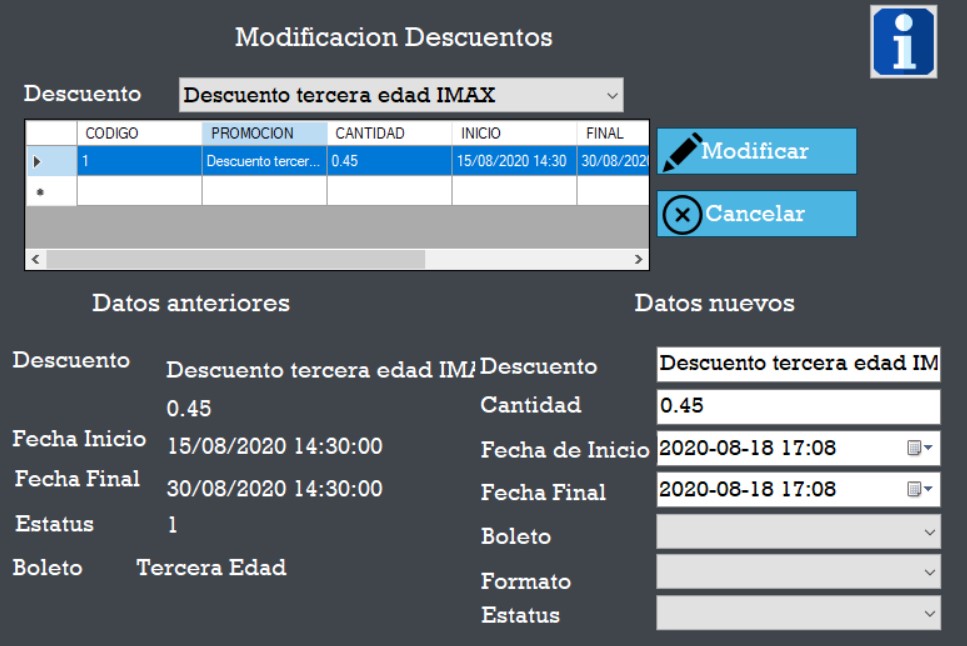 Modificacion Descuentos
i
Descuento Descuento tercera edad IMAX
CODIGO PROMOCION CANTIDAD INICIO FINAL
1 Descuento tercer... 0.45 15/08/2020 14:30 30/08/202
Modificar
Cancelar
Datos anteriores
Descuento Descuento tercera edad IMA
0.45
Fecha Inicio 15/08/2020 14:30:00
Fecha Final 30/08/2020 14:30:00
Estatus 1
Boleto Tercera Edad
Datos nuevos
Descuento Descuento tercera edad IM
Cantidad 0.45
Fecha de Inicio 2020-08-18 17:08
Fecha Final 2020-08-18 17:08
Boleto
Formato
Estatus